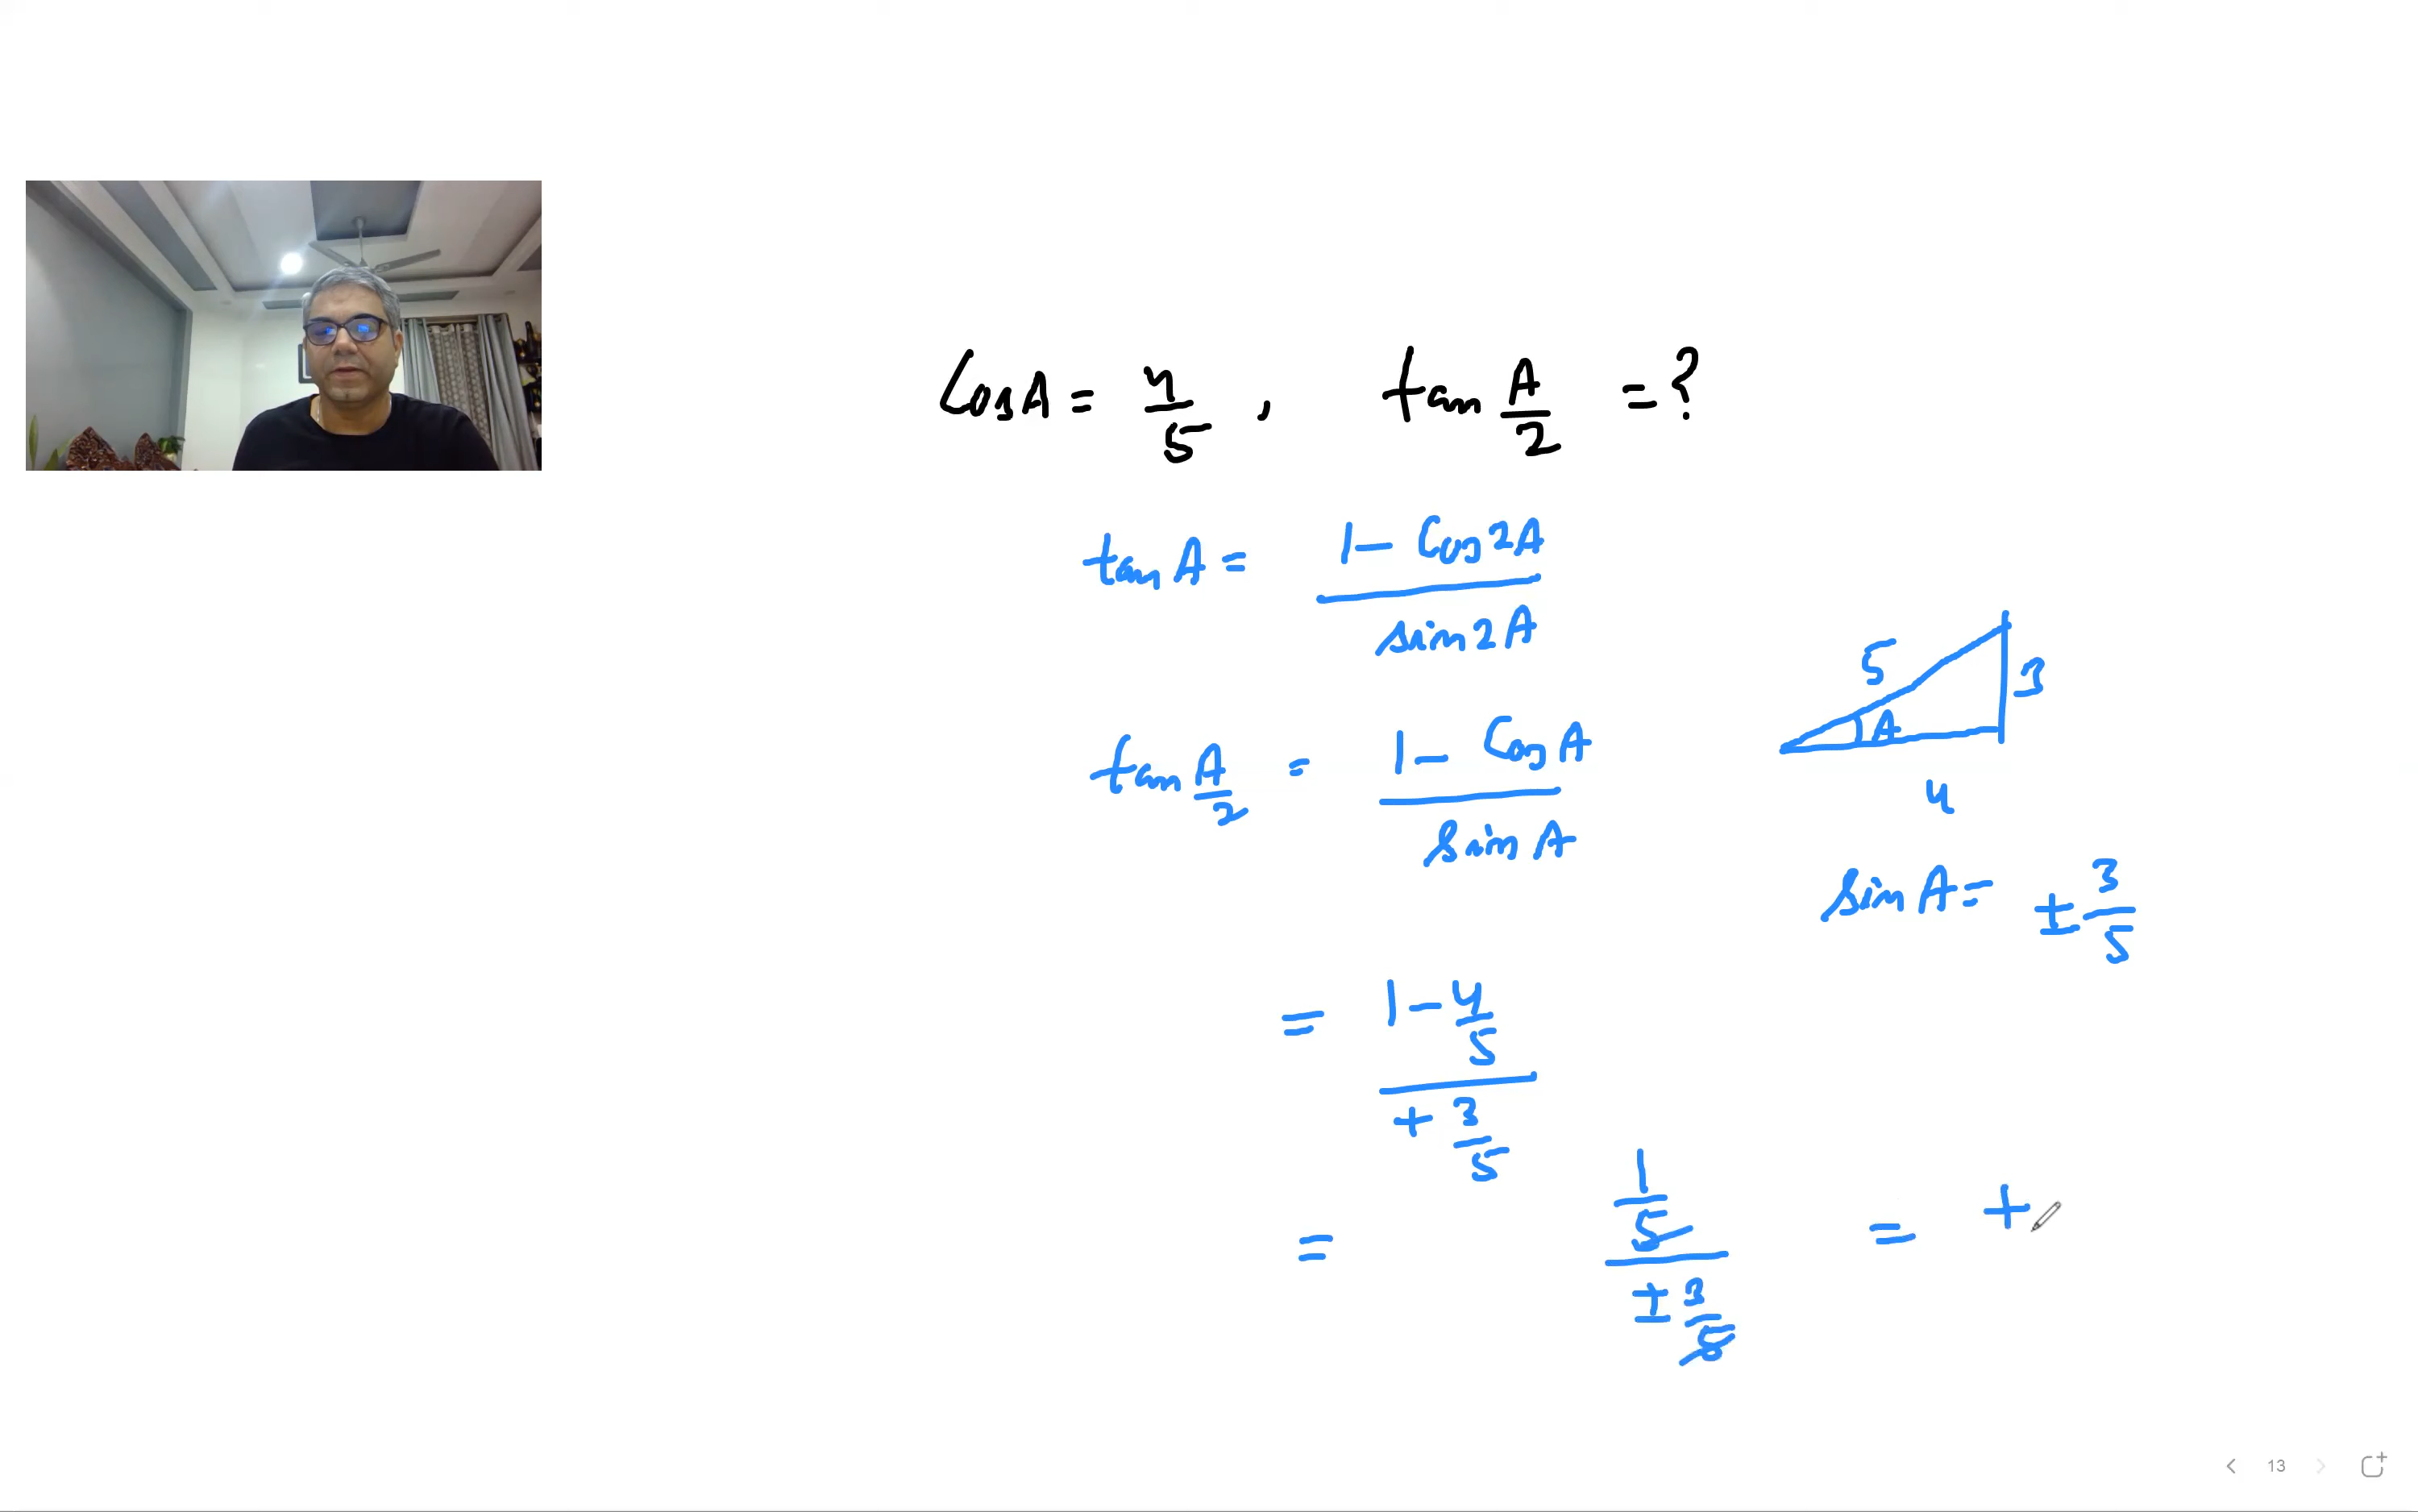 Cos A = 4/5 , tan A/2 = ?
tan A = (1 - Cos 2A)/(sin 2A)
5
3
A
4
tan A/2 = (1 - Cos A)/(sin A)
sin A = ± 3/5
= (1 - 4/5)/(+ 3/5)
= (1/5)/(± 3/5) = +
13